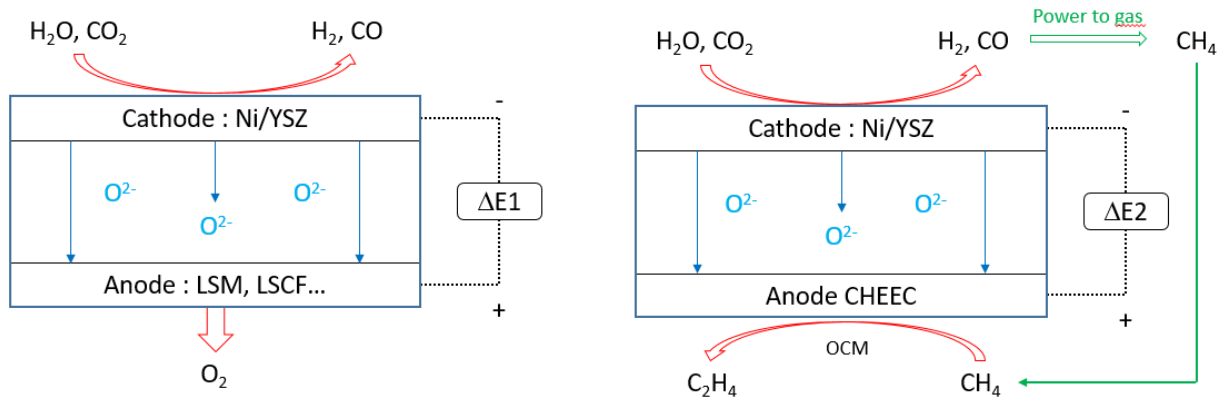 H₂O, CO₂
H₂, CO
Cathode : Ni/YSZ
-
O²⁻
O²⁻
O²⁻
ΔE1
Anode : LSM, LSCF...
+
O₂
Power to gas
H₂O, CO₂
H₂, CO
CH₄
Cathode : Ni/YSZ
-
O²⁻
O²⁻
O²⁻
ΔE2
Anode CHEEC
+
OCM
C₂H₄
CH₄